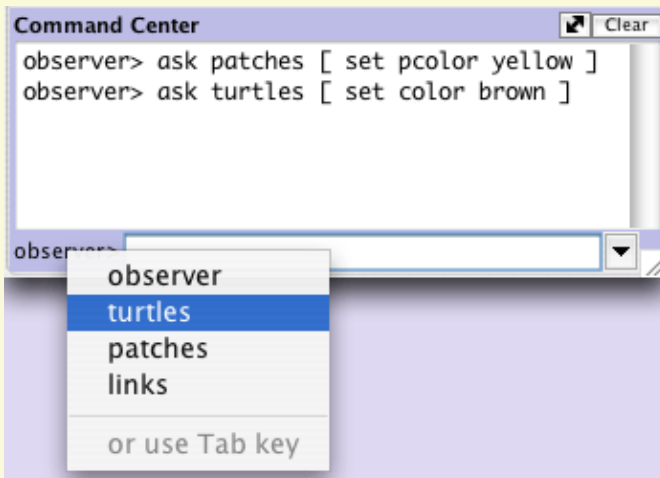 Command Center Clear
observer> ask patches [ set pcolor yellow ]
observer> ask turtles [ set color brown ]
observer>
observer
turtles
patches
links
or use Tab key